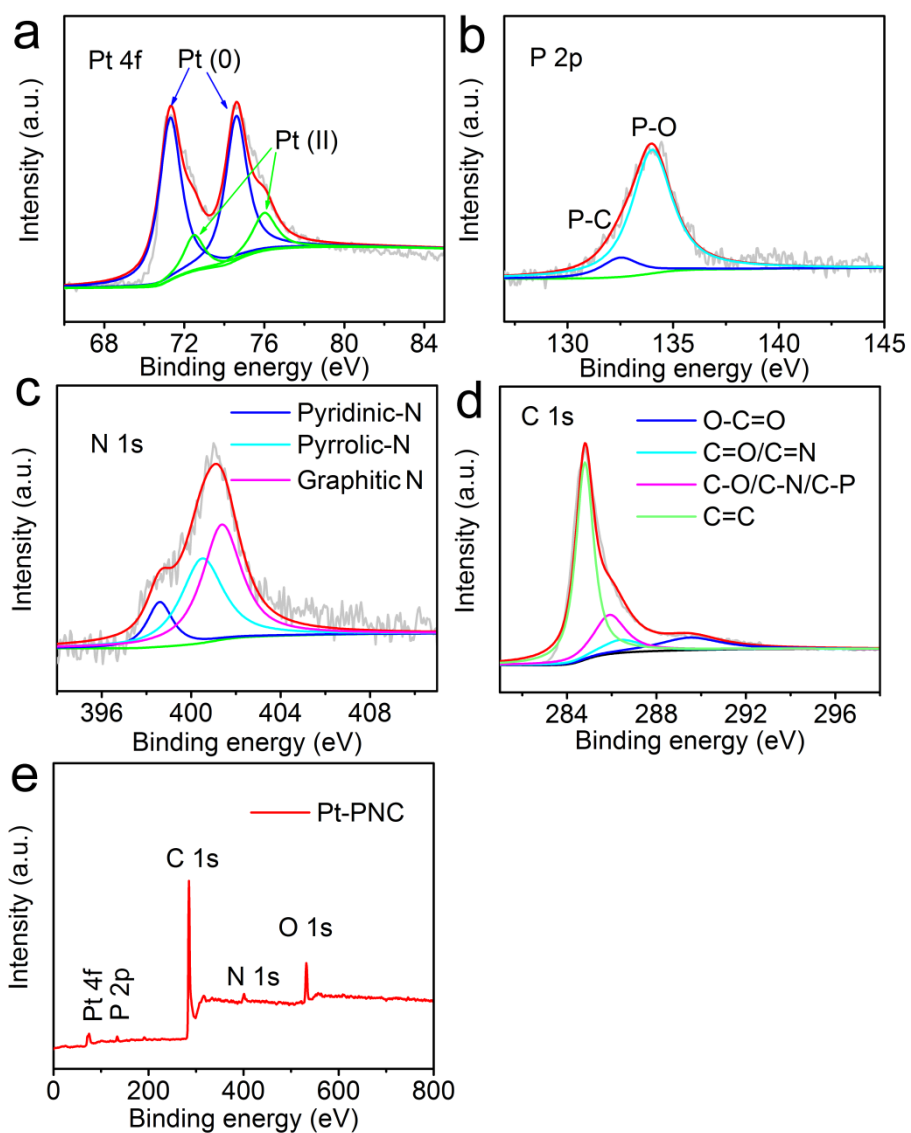 a
Pt 4f
Pt (0)
Pt (II)
Intensity (a.u.)
68 72 76 80 84
Binding energy (eV)
b
P 2p
P-O
P-C
Intensity (a.u.)
130 135 140 145
Binding energy (eV)
c
N 1s
Pyridinic-N
Pyrrolic-N
Graphitic N
Intensity (a.u.)
396 400 404 408
Binding energy (eV)
d
C 1s
O-C=O
C=O/C=N
C-O/C-N/C-P
C=C
Intensity (a.u.)
284 288 292 296
Binding energy (eV)
e
Pt-PNC
C 1s
O 1s
N 1s
Pt 4f
P 2p
Intensity (a.u.)
0 200 400 600 800
Binding energy (eV)